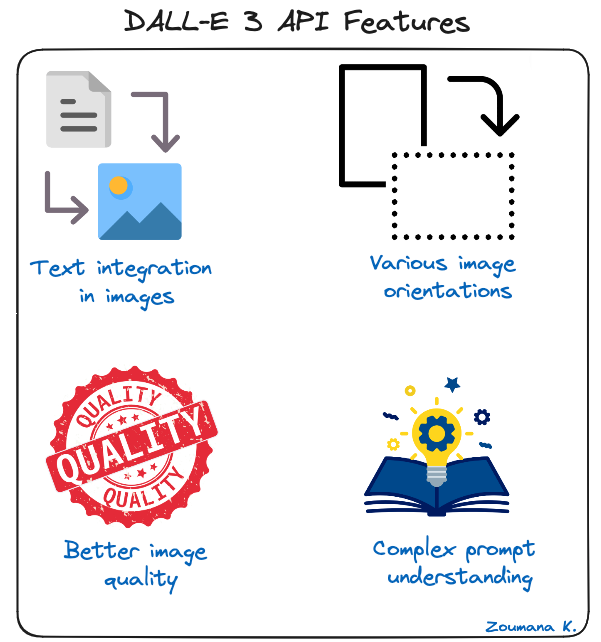 DALL-E 3 API Features
Text integration
in images
Various image
orientations
QUALITY
QUALITY
QUALITY
Better image
quality
Complex prompt
understanding
Zoumana K.